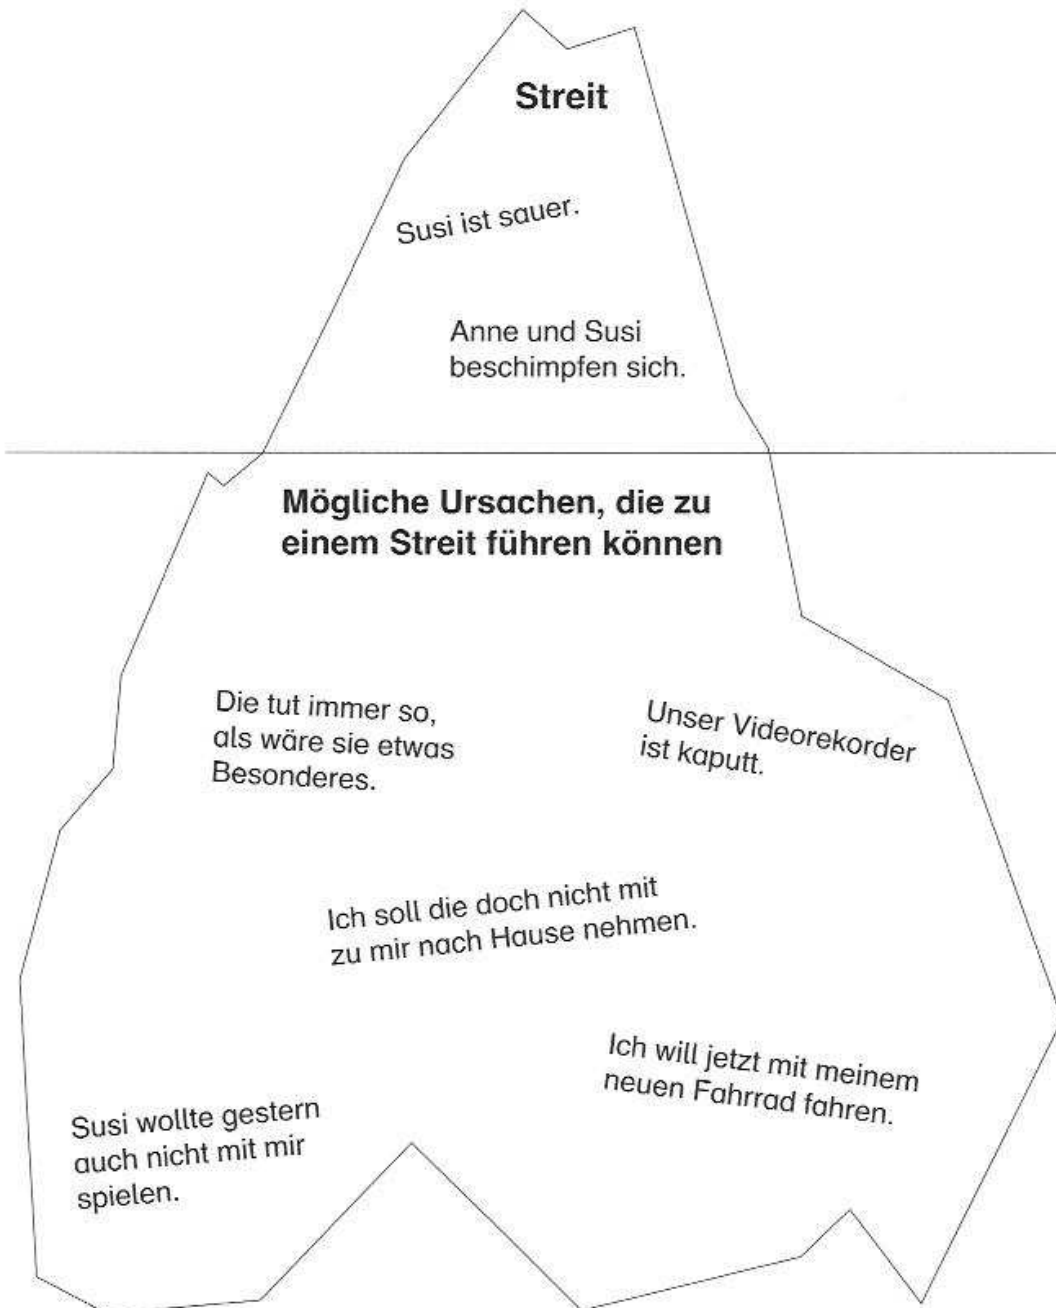 Streit
Susi ist sauer.
Anne und Susi
beschimpfen sich.
Mögliche Ursachen, die zu
einem Streit führen können
Die tut immer so,
als wäre sie etwas
Besonderes.
Unser Videorekorder
ist kaputt.
Ich soll die doch nicht mit
zu mir nach Hause nehmen.
Ich will jetzt mit meinem
neuen Fahrrad fahren.
Susi wollte gestern
auch nicht mit mir
spielen.